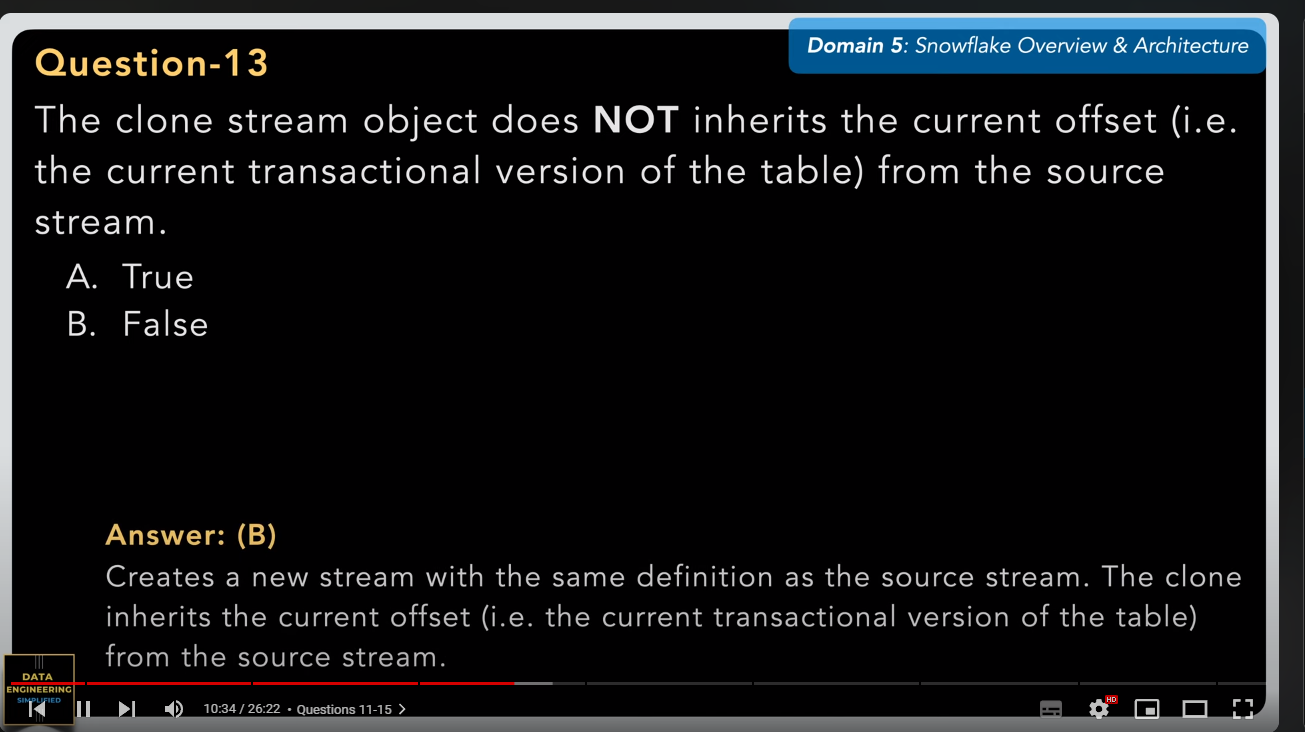 Domain 5: Snowflake Overview & Architecture
Question-13
The clone stream object does NOT inherits the current offset (i.e.
the current transactional version of the table) from the source
stream.
A. True
B. False
Answer: (B)
Creates a new stream with the same definition as the source stream. The clone
inherits the current offset (i.e. the current transactional version of the table)
from the source stream.
DATA
ENGINEERING
SIMPLIFIED
10:34 / 26:22 • Questions 11-15
HD